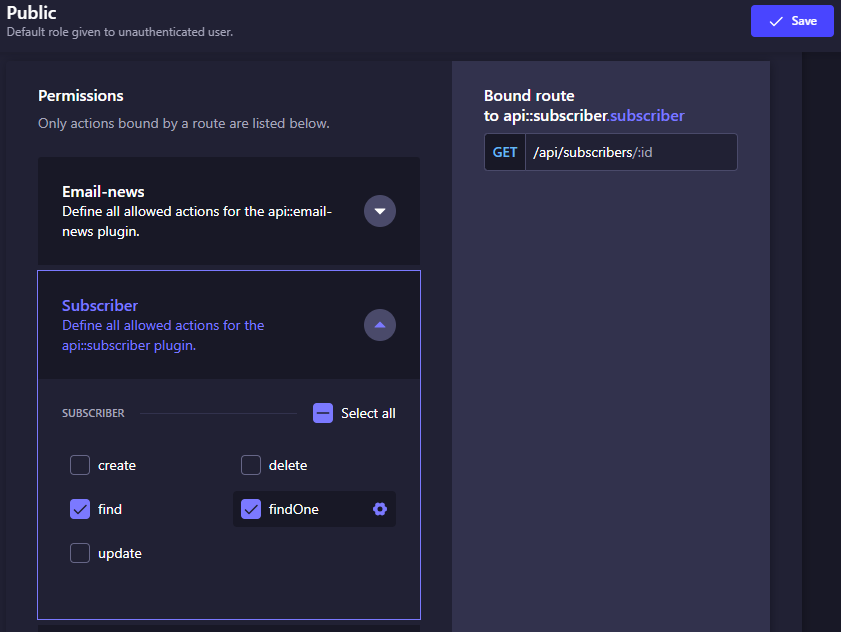 Public
Default role given to unauthenticated user.
Save
Permissions
Only actions bound by a route are listed below.
Email-news
Define all allowed actions for the api::email-
news plugin.
Subscriber
Define all allowed actions for the
api::subscriber plugin.
SUBSCRIBER
Select all
create
delete
find
findOne
update
Bound route
to api::subscriber.subscriber
GET /api/subscribers/:id